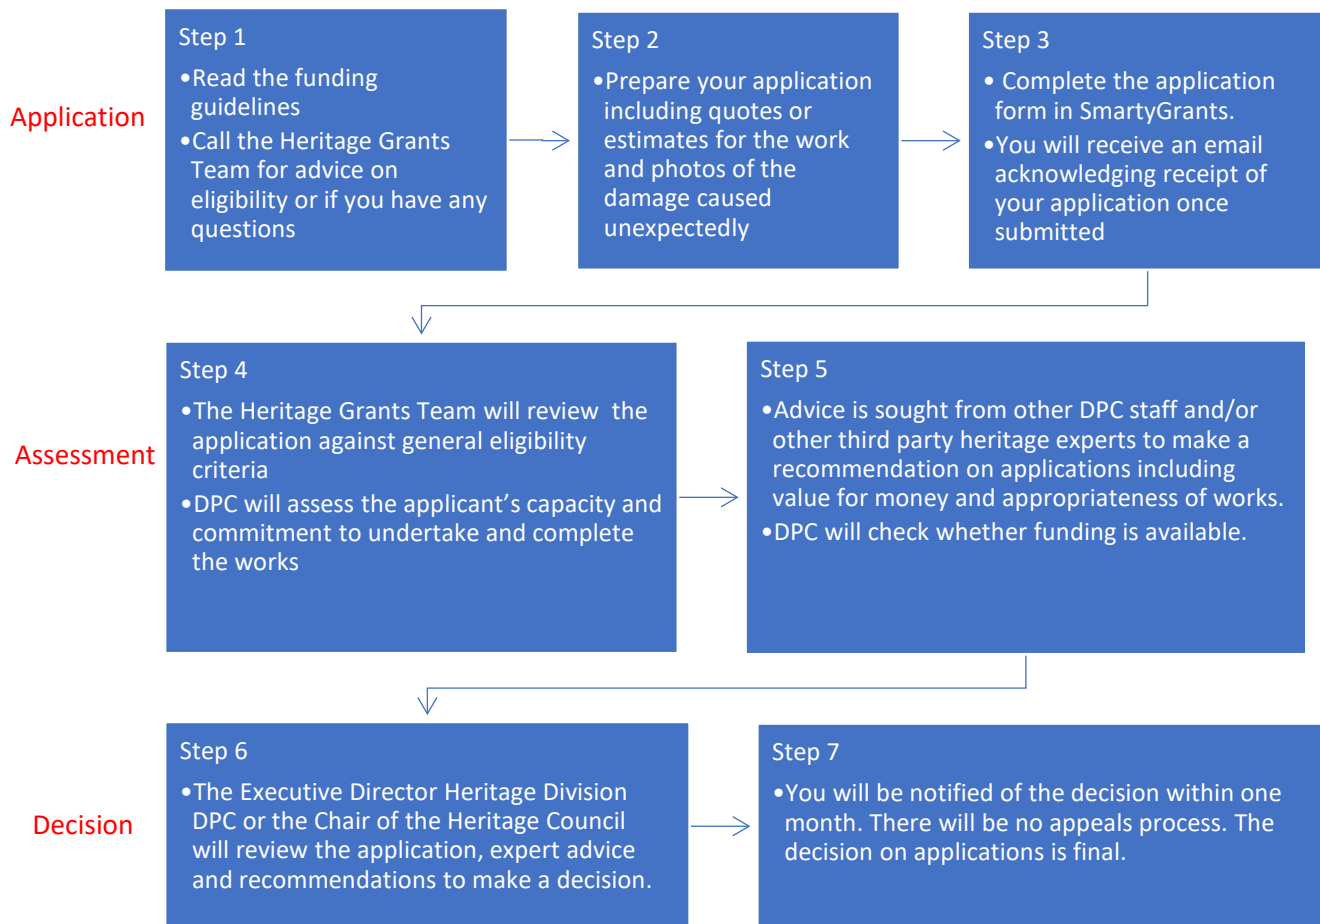 Application
Step 1
•Read the funding
guidelines
•Call the Heritage Grants
Team for advice on
eligibility or if you have any
questions
Step 2
•Prepare your application
including quotes or
estimates for the work
and photos of the
damage caused
unexpectedly
Step 3
• Complete the application
form in SmartyGrants.
•You will receive an email
acknowledging receipt of
your application once
submitted
Assessment
Step 4
•The Heritage Grants Team will review the
application against general eligibility
criteria
•DPC will assess the applicant’s capacity and
commitment to undertake and complete
the works
Step 5
•Advice is sought from other DPC staff and/or
other third party heritage experts to make a
recommendation on applications including
value for money and appropriateness of works.
•DPC will check whether funding is available.
Decision
Step 6
•The Executive Director Heritage Division
DPC or the Chair of the Heritage Council
will review the application, expert advice
and recommendations to make a decision.
Step 7
•You will be notified of the decision within one
month. There will be no appeals process. The
decision on applications is final.